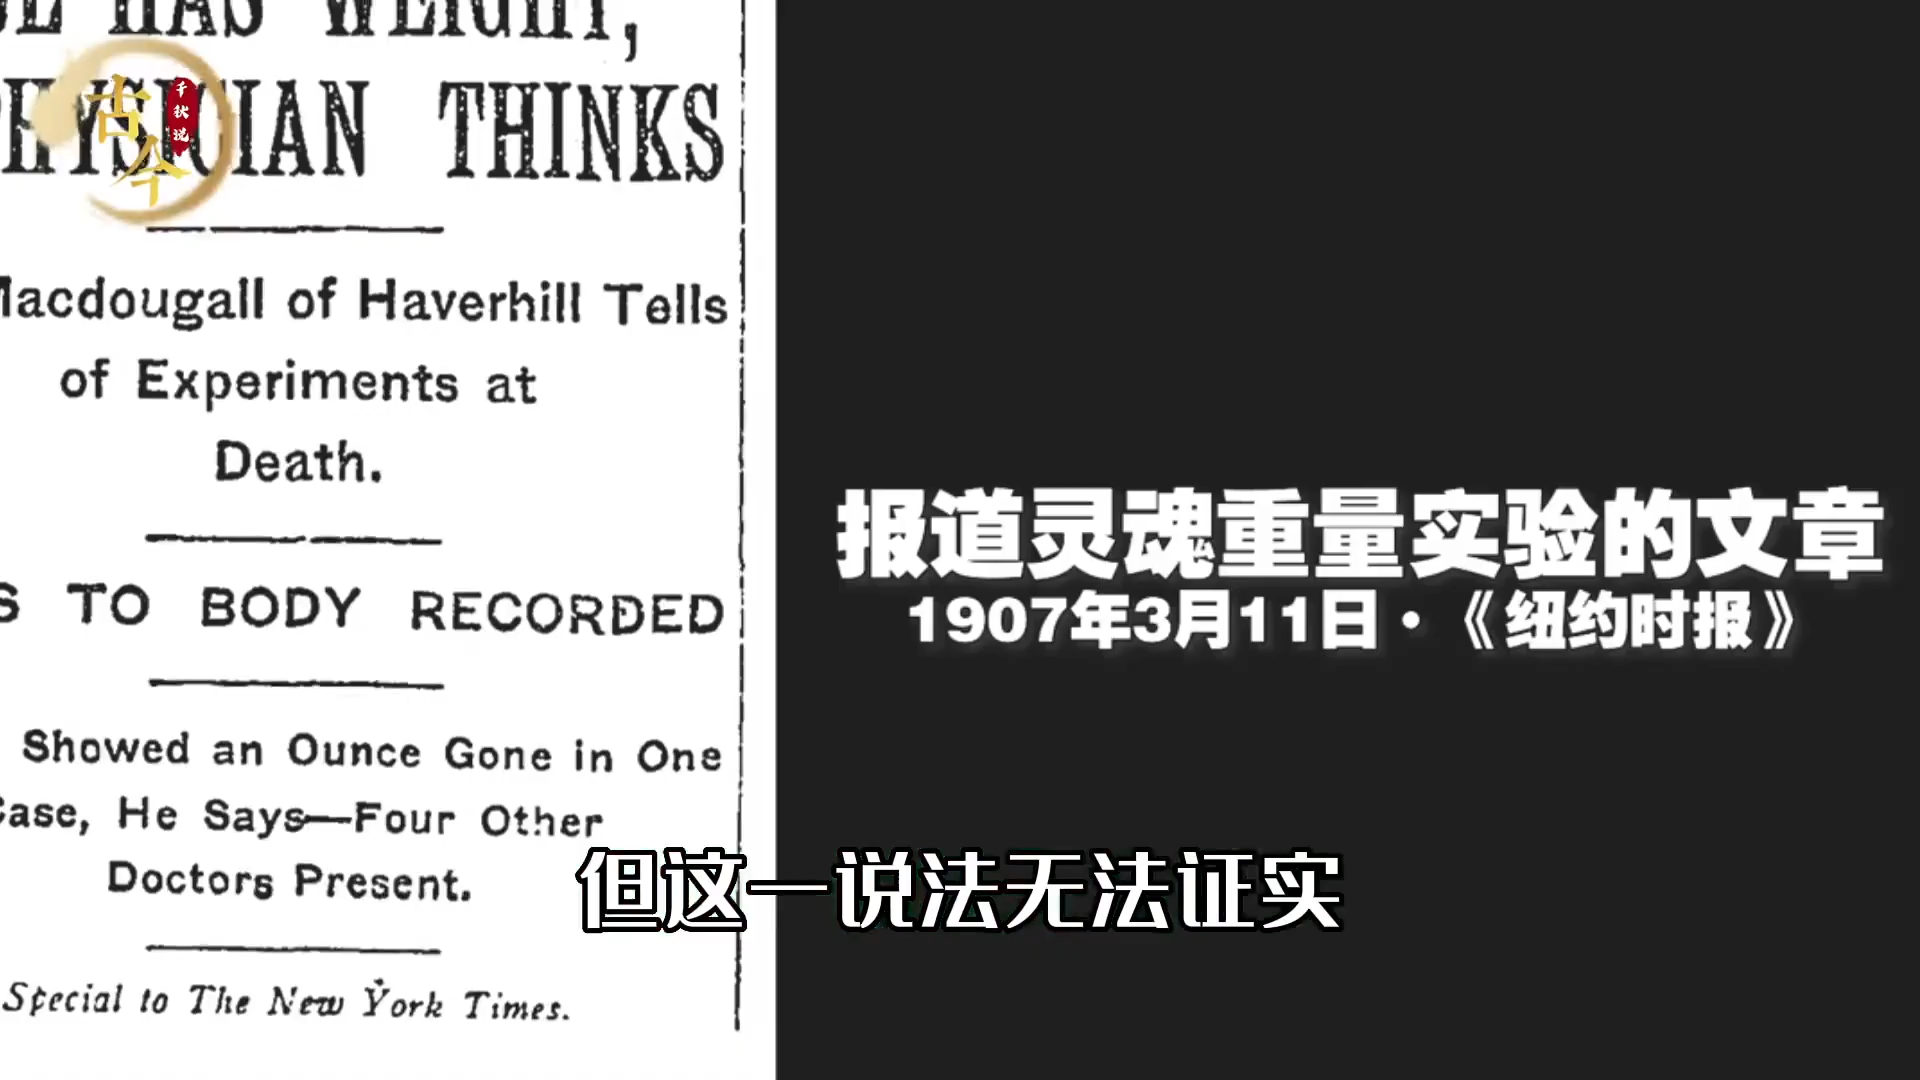 HAS WEIGHT,
PHYSICIAN THINKS
古今
千秋说
Macdougall of Haverhill Tells
of Experiments at
Death.
TO BODY RECORDED
Showed an Ounce Gone in One
Case, He Says—Four Other
Doctors Present.
Special to The New York Times.
报道灵魂重量实验的文章
1907年3月11日·《纽约时报》
但这一说法无法证实